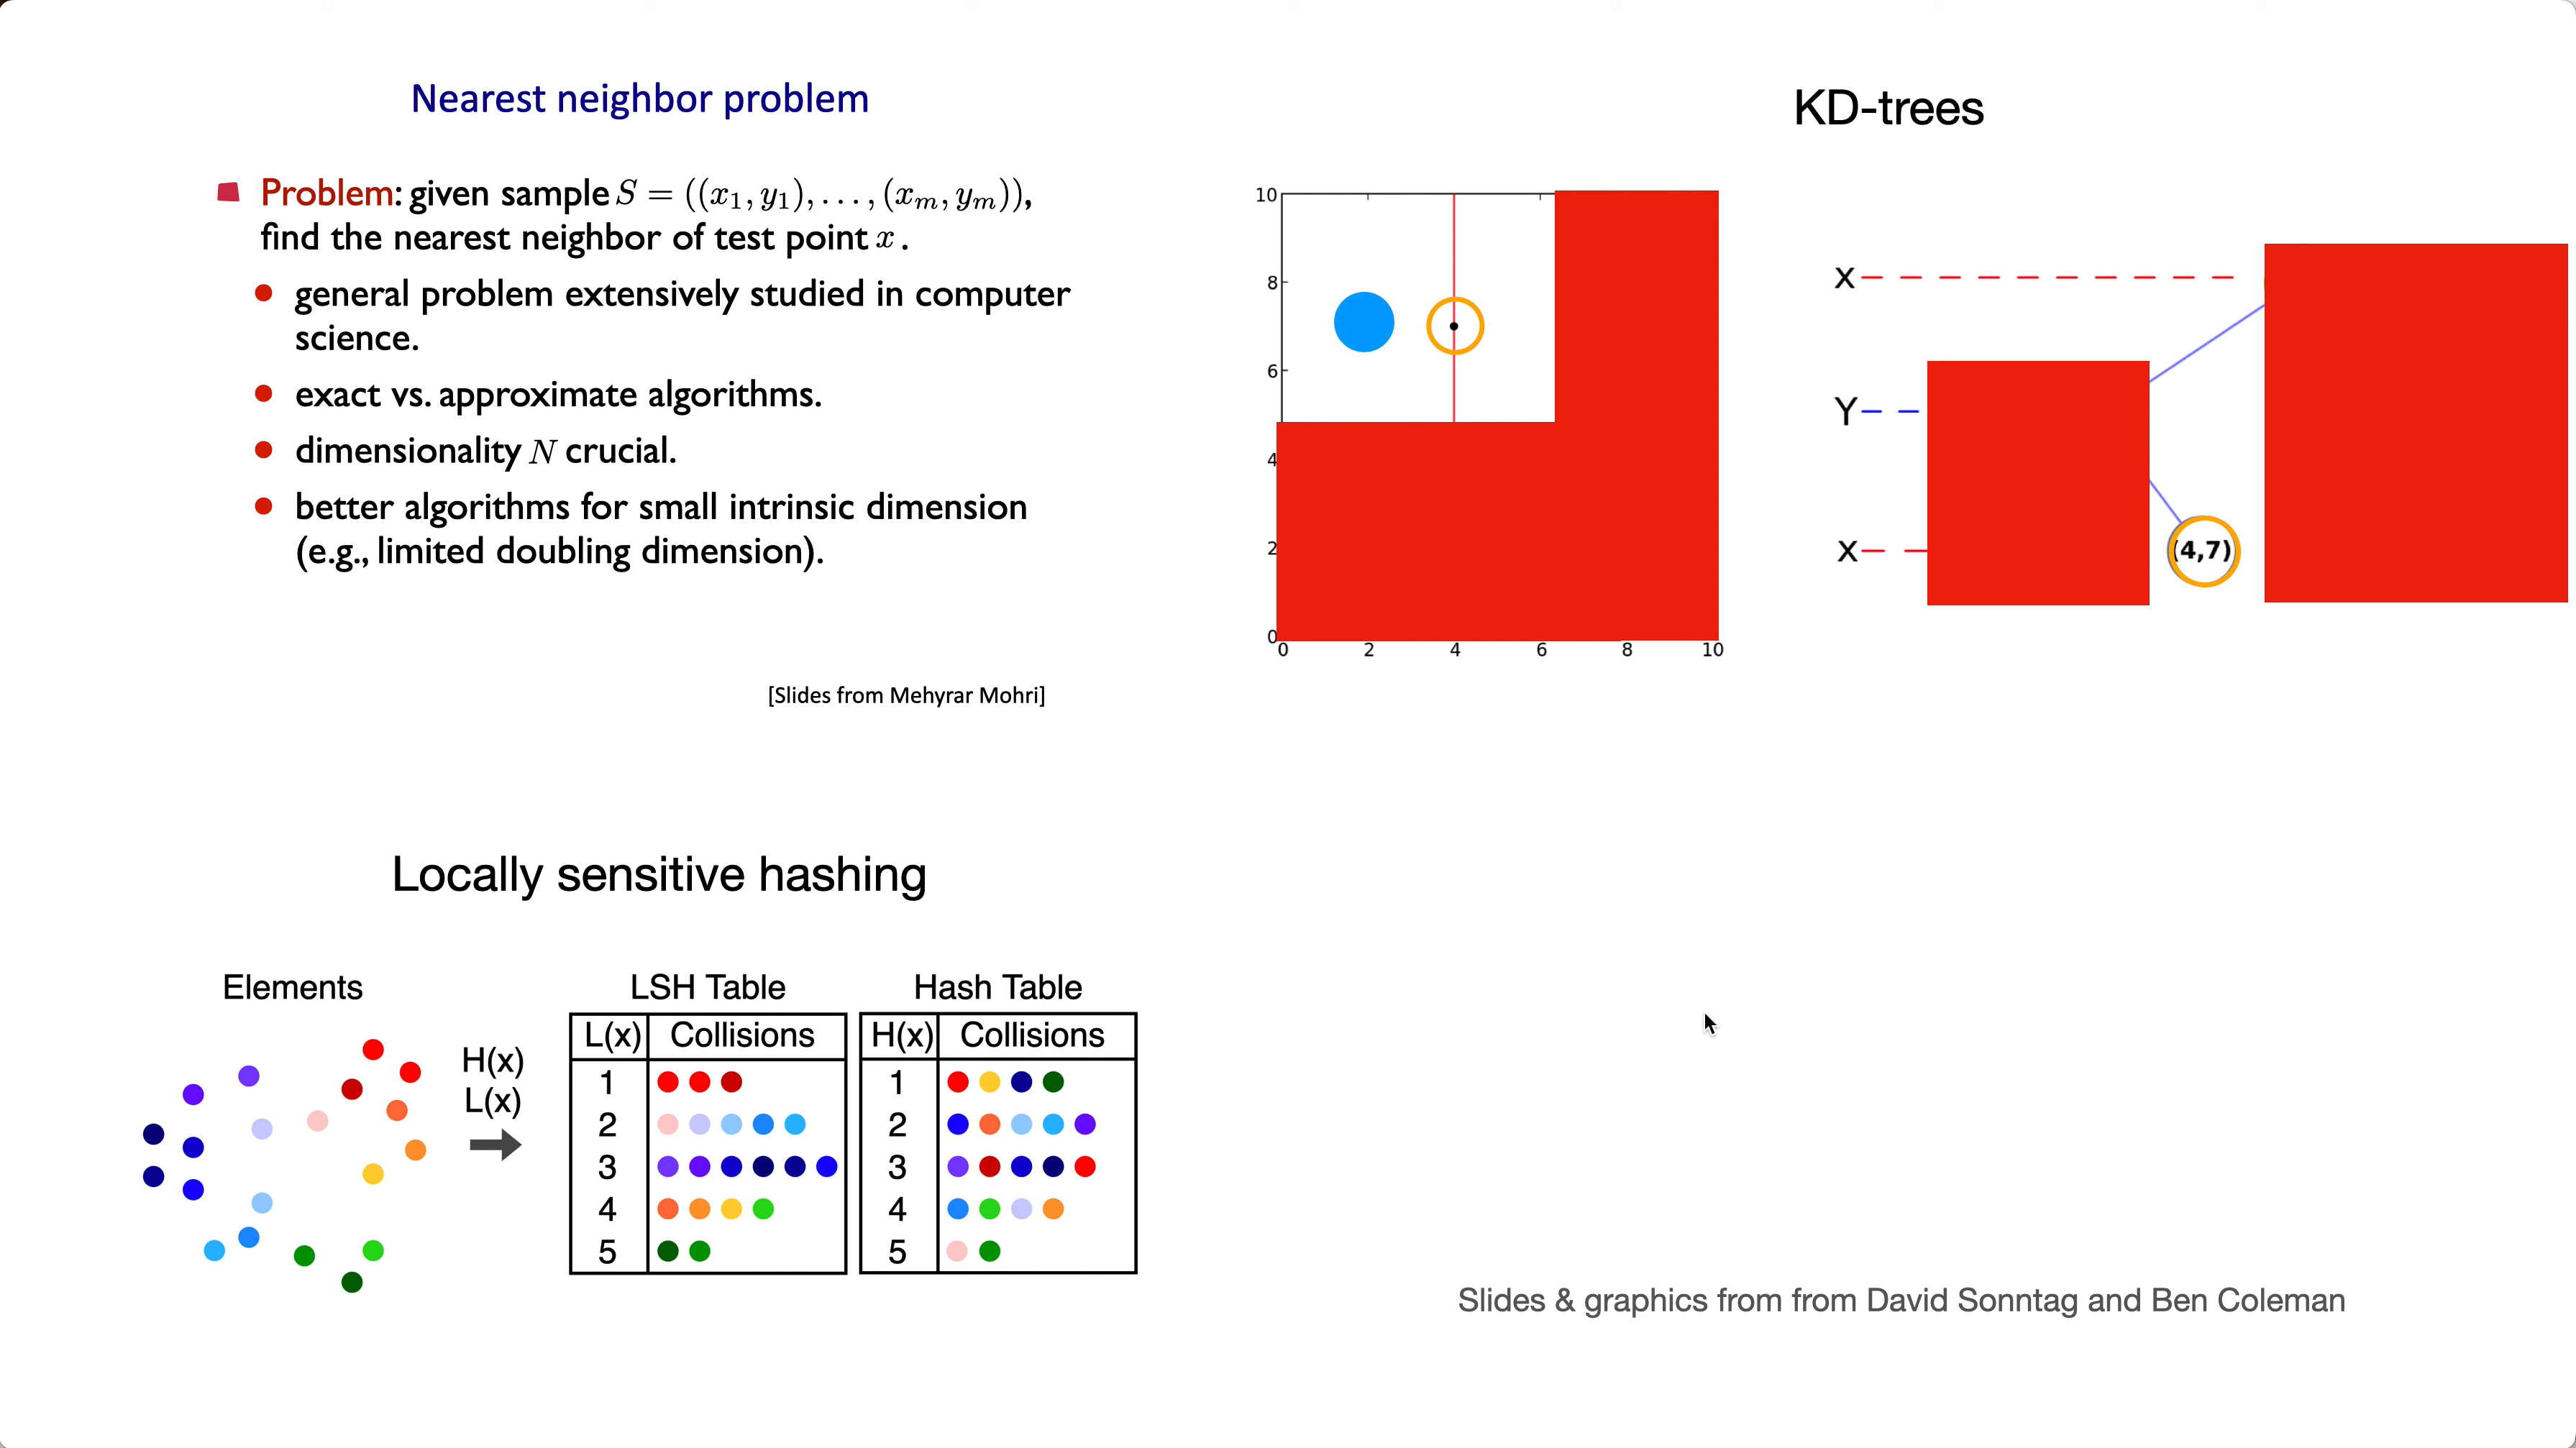 Nearest neighbor problem
Problem: given sample S = ((x₁, y₁), . . . , (xₘ, yₘ)),
find the nearest neighbor of test point x .
general problem extensively studied in computer
science.
exact vs. approximate algorithms.
dimensionality N crucial.
better algorithms for small intrinsic dimension
(e.g., limited doubling dimension).
[Slides from Mehyrar Mohri]
KD-trees
10
8
6
4
2
0
0 2 4 6 8 10
X
Y
X
(4,7)
Locally sensitive hashing
Elements
H(x)
L(x)
LSH Table
L(x) Collisions
1
2
3
4
5
Hash Table
H(x) Collisions
1
2
3
4
5
Slides & graphics from from David Sonntag and Ben Coleman